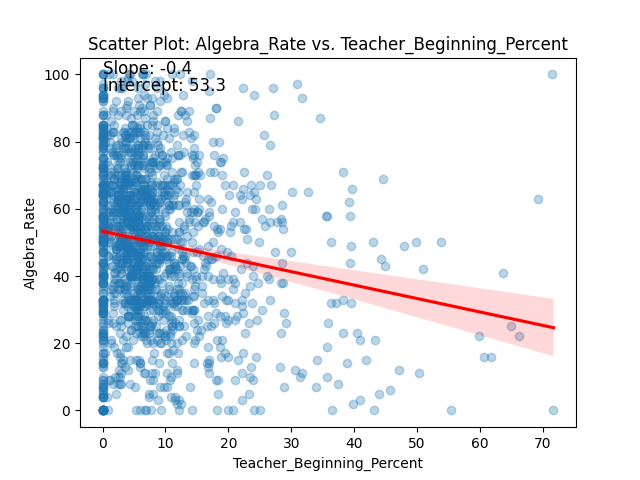 Scatter Plot: Algebra_Rate vs. Teacher_Beginning_Percent
Slope: -0.4
Intercept: 53.3
100
80
60
40
20
0
Algebra_Rate
0 10 20 30 40 50 60 70
Teacher_Beginning_Percent